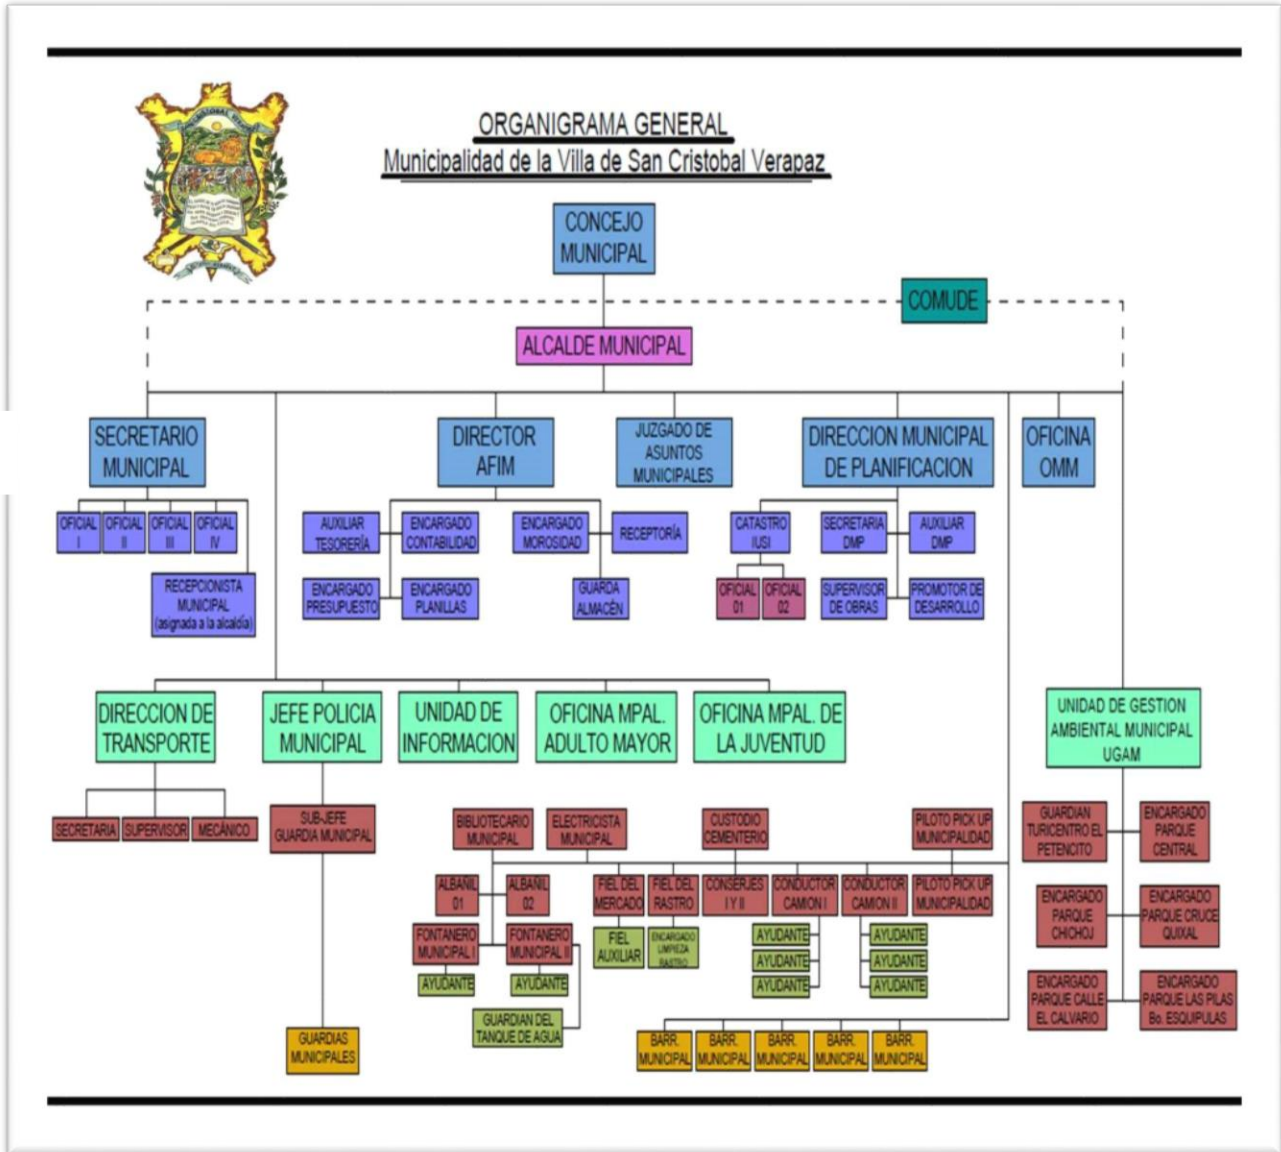 ORGANIGRAMA GENERAL
Municipalidad de la Villa de San Cristobal Verapaz
CONCEJO
MUNICIPAL
COMUDE
ALCALDE MUNICIPAL
SECRETARIO
MUNICIPAL
DIRECTOR
AFIM
JUZGADO DE
ASUNTOS
MUNICIPALES
DIRECCION MUNICIPAL
DE PLANIFICACION
OFICINA
OMM
OFICIAL
I
OFICIAL
II
OFICIAL
III
OFICIAL
IV
RECEPCIONISTA
MUNICIPAL
(asignada a la alcaldía)
AUXILIAR
TESORERÍA
ENCARGADO
CONTABILIDAD
ENCARGADO
PRESUPUESTO
ENCARGADO
PLANILLAS
ENCARGADO
MOROSIDAD
RECEPTORÍA
GUARDA
ALMACÉN
CATASTRO
IUSI
OFICIAL
01
OFICIAL
02
SECRETARIA
DMP
AUXILIAR
DMP
SUPERVISOR
DE OBRAS
PROMOTOR DE
DESARROLLO
DIRECCION DE
TRANSPORTE
JEFE POLICIA
MUNICIPAL
UNIDAD DE
INFORMACION
OFICINA MPAL.
ADULTO MAYOR
OFICINA MPAL. DE
LA JUVENTUD
UNIDAD DE GESTION
AMBIENTAL MUNICIPAL
UGAM
SECRETARIA
SUPERVISOR
MECÁNICO
SUB-JEFE
GUARDIA MUNICIPAL
GUARDIAS
MUNICIPALES
BIBLIOTECARIO
MUNICIPAL
ELECTRICISTA
MUNICIPAL
CUSTODIO
CEMENTERIO
PILOTO PICK UP
MUNICIPALIDAD
ALBAÑIL
01
ALBAÑIL
02
FIEL DEL
MERCADO
FIEL DEL
RASTRO
CONSERJES
I Y II
CONDUCTOR
CAMION I
CONDUCTOR
CAMION II
PILOTO PICK UP
MUNICIPALIDAD
FONTANERO
MUNICIPAL I
FONTANERO
MUNICIPAL II
FIEL
AUXILIAR
ENCARGADO
LIMPIEZA
RASTRO
AYUDANTE
AYUDANTE
AYUDANTE
AYUDANTE
AYUDANTE
AYUDANTE
AYUDANTE
AYUDANTE
GUARDIAN DEL
TANQUE DE AGUA
BARR.
MUNICIPAL
BARR.
MUNICIPAL
BARR.
MUNICIPAL
BARR.
MUNICIPAL
BARR.
MUNICIPAL
GUARDIAN
TURICENTRO EL
PETENCITO
ENCARGADO
PARQUE
CENTRAL
ENCARGADO
PARQUE
CHICHOJ
ENCARGADO
PARQUE CRUCE
QUIXAL
ENCARGADO
PARQUE CALLE
EL CALVARIO
ENCARGADO
PARQUE LAS PILAS
Bo. ESQUIPULAS